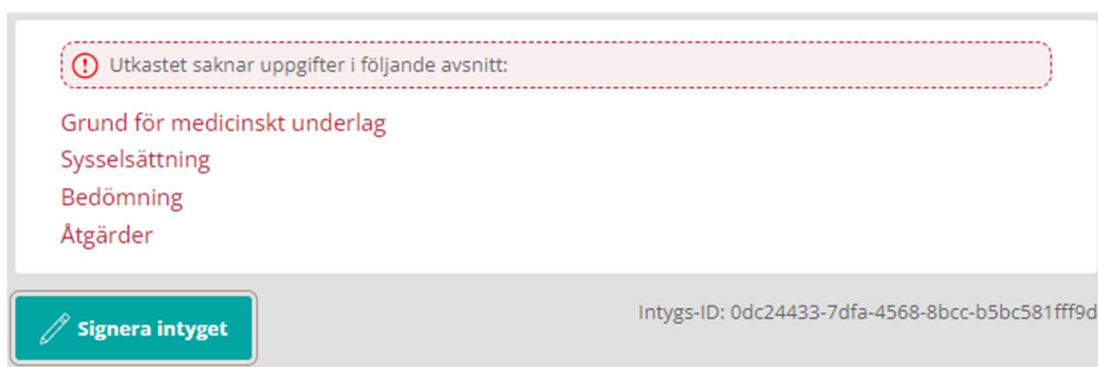 Utkastet saknar uppgifter i följande avsnitt:
Grund för medicinskt underlag
Sysselsättning
Bedömning
Åtgärder
Signera intyget
Intygs-ID: 0dc24433-7dfa-4568-8bcc-b5bc581fff9d